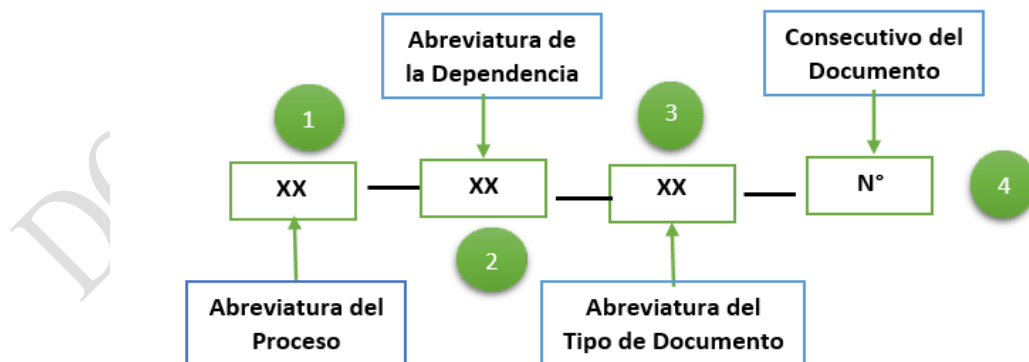 Abreviatura de
la Dependencia
Consecutivo del
Documento
1
3
XX
XX
XX
N°
4
2
Abreviatura del
Proceso
Abreviatura del
Tipo de Documento